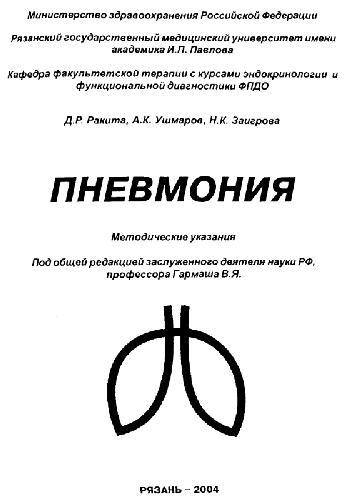 Министерство здравоохранения Российской Федерации
Рязанский государственный медицинский университет имени
академика И.П. Павлова
Кафедра факультетской терапии с курсами эндокринологии и
функциональной диагностики ФПДО
Д.Р. Ракита, А.К. Ушмаров, Н.К. Заигрова
ПНЕВМОНИЯ
Методические указания
Под общей редакцией заслуженного деятеля науки РФ,
профессора Гармаша В.Я.
РЯЗАНЬ – 2004